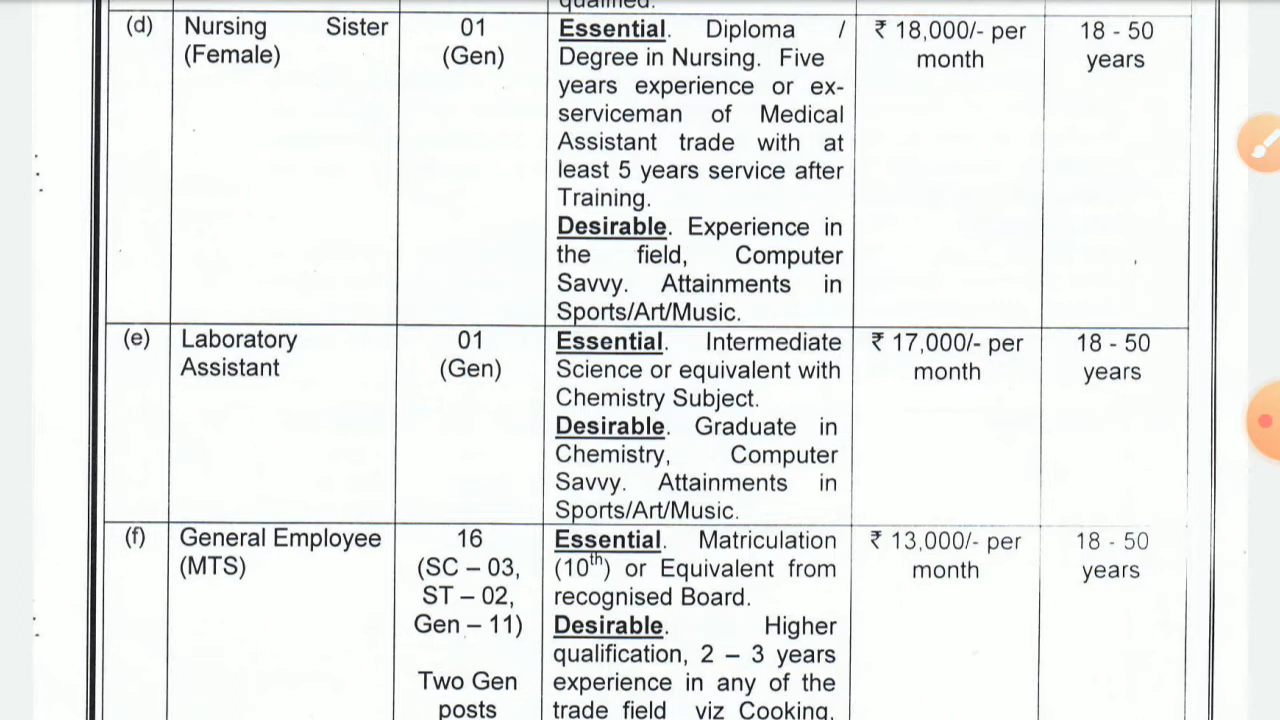 qualified.
(d)
Nursing Sister
(Female)
01
(Gen)
Essential. Diploma /
Degree in Nursing. Five
years experience or ex-
serviceman of Medical
Assistant trade with at
least 5 years service after
Training.
Desirable. Experience in
the field, Computer
Savvy. Attainments in
Sports/Art/Music.
₹ 18,000/- per
month
18 - 50
years
(e)
Laboratory
Assistant
01
(Gen)
Essential. Intermediate
Science or equivalent with
Chemistry Subject.
Desirable. Graduate in
Chemistry, Computer
Savvy. Attainments in
Sports/Art/Music.
₹ 17,000/- per
month
18 - 50
years
(f)
General Employee
(MTS)
16
(SC – 03,
ST – 02,
Gen – 11)
Two Gen
posts
Essential. Matriculation
(10th) or Equivalent from
recognised Board.
Desirable. Higher
qualification, 2 – 3 years
experience in any of the
trade field viz Cooking,
₹ 13,000/- per
month
18 - 50
years